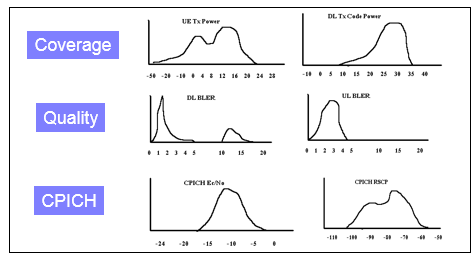 UE Tx Power
DL Tx Code Power
Coverage
-50 -20 -10 0 4 8 12 16 20 24 28
-10 0 10 15 20 25 30 35 40
DL BLER
UL BLER
Quality
0 1 2 3 4 5 10 15 20
0 1 2 3 4 5 10 15 20
CPICH Ec/No
CPICH RSCP
CPICH
-24 -20 -15 -10 -5 0
-110 -100 -90 -80 -70 -60 -50